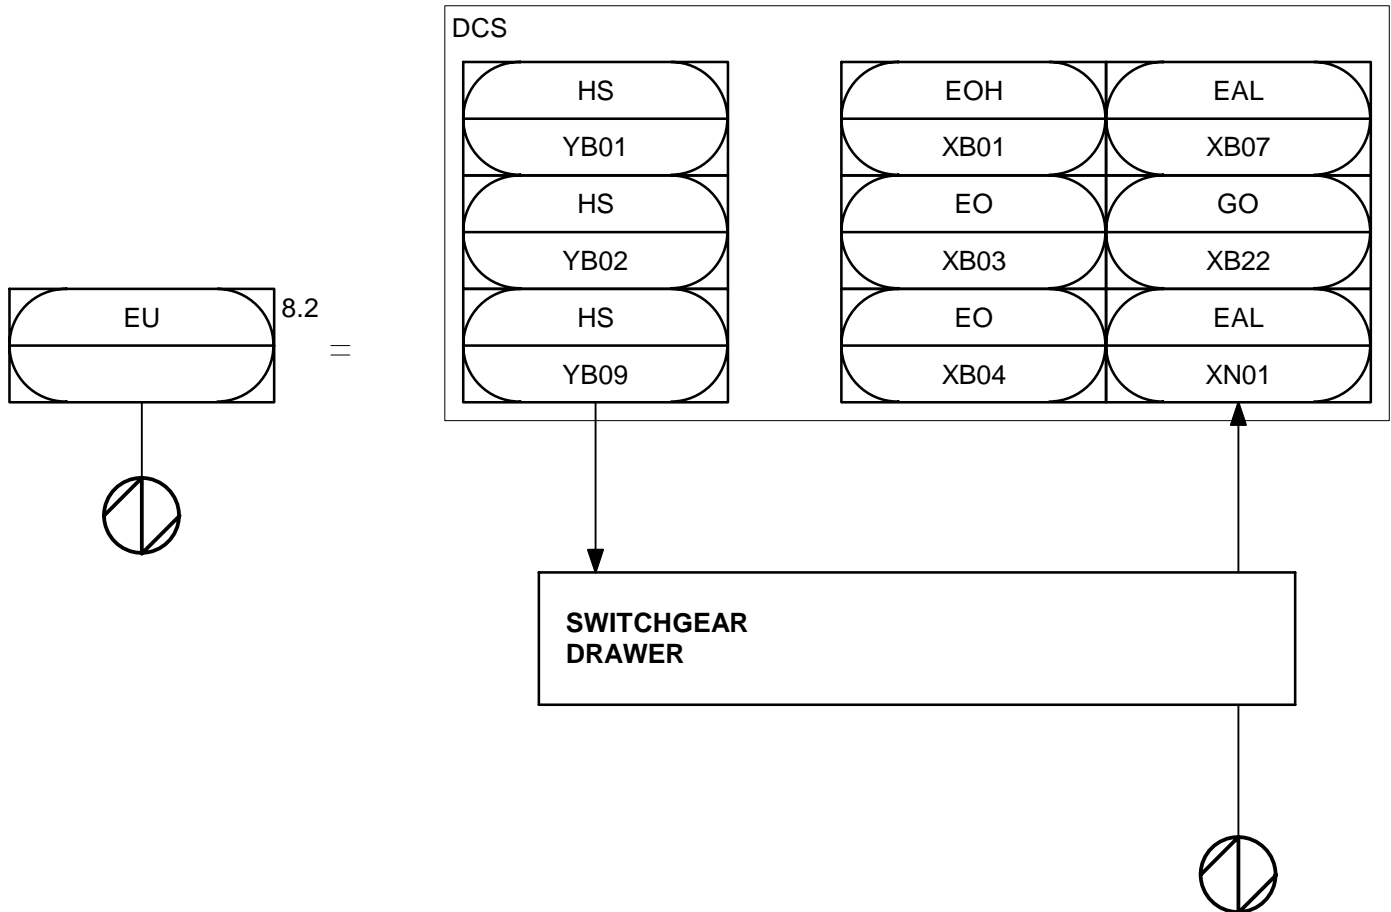 DCS
HS
EOH
EAL
YB01
XB01
XB07
HS
EO
GO
YB02
XB03
XB22
EU
8.2
=
HS
EO
EAL
YB09
XB04
XN01
SWITCHGEAR
DRAWER